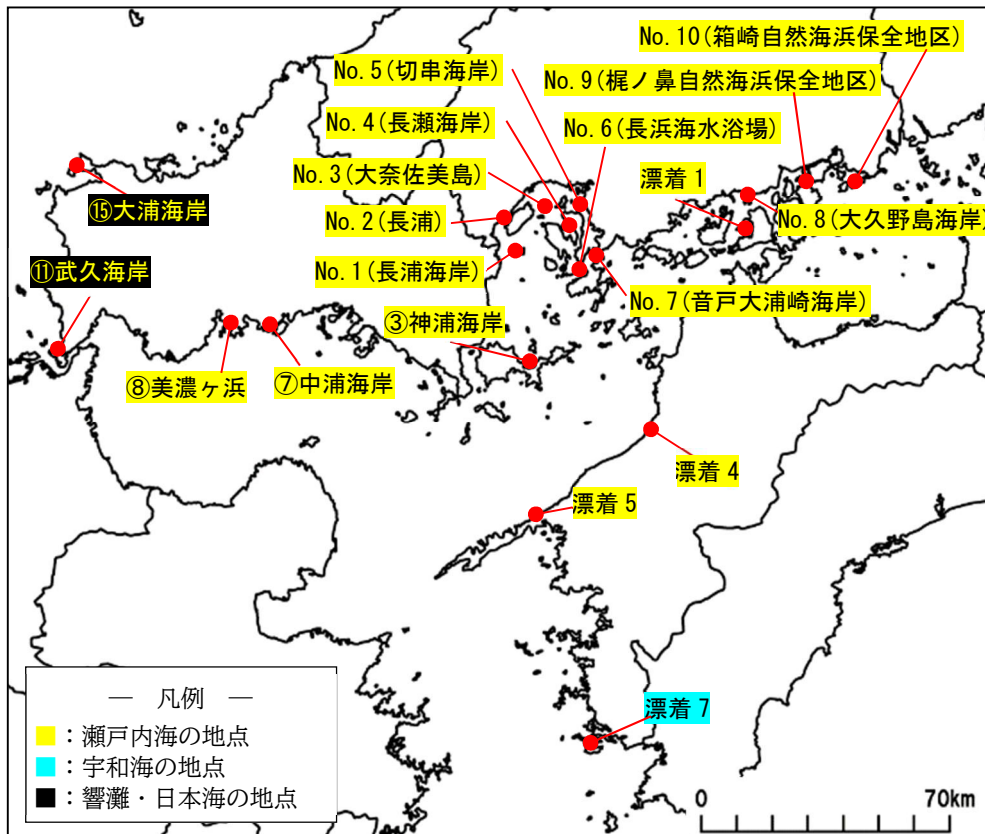 No.10(箱崎自然海浜保全地区)
No.5(切串海岸)
No.9(梶ノ鼻自然海浜保全地区)
No.4(長瀬海岸)
No.6(長浜海水浴場)
No.3(大奈佐美島)
漂着1
⑮大浦海岸
No.2(長浦)
No.8(大久野島海岸)
No.1(長浦海岸)
⑪武久海岸
No.7(音戸大浦崎海岸)
③神浦海岸
⑧美濃ヶ浜
⑦中浦海岸
漂着4
漂着5
漂着7
― 凡例 ―
■:瀬戸内海の地点
■:宇和海の地点
■:響灘・日本海の地点
0 70km